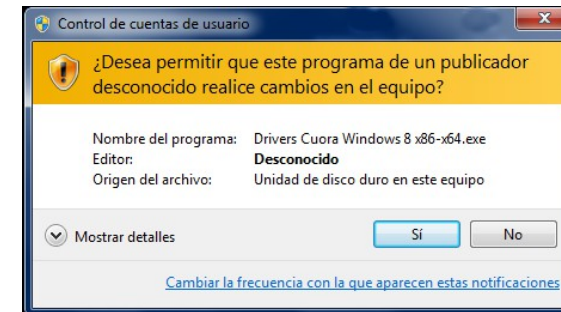 Control de cuentas de usuario
¿Desea permitir que este programa de un publicador
desconocido realice cambios en el equipo?
Nombre del programa: Drivers Cuora Windows 8 x86-x64.exe
Editor: Desconocido
Origen del archivo: Unidad de disco duro en este equipo
Mostrar detalles Sí No
Cambiar la frecuencia con la que aparecen estas notificaciones